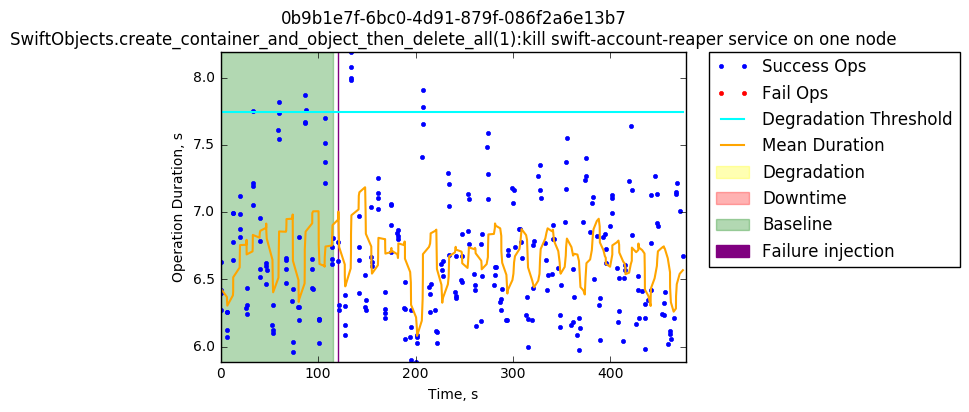 0b9b1e7f-6bc0-4d91-879f-086f2a6e13b7
SwiftObjects.create_container_and_object_then_delete_all(1):kill swift-account-reaper service on one node
Operation Duration, s
8.0
7.5
7.0
6.5
6.0
0 100 200 300 400
Time, s
Success Ops
Fail Ops
Degradation Threshold
Mean Duration
Degradation
Downtime
Baseline
Failure injection